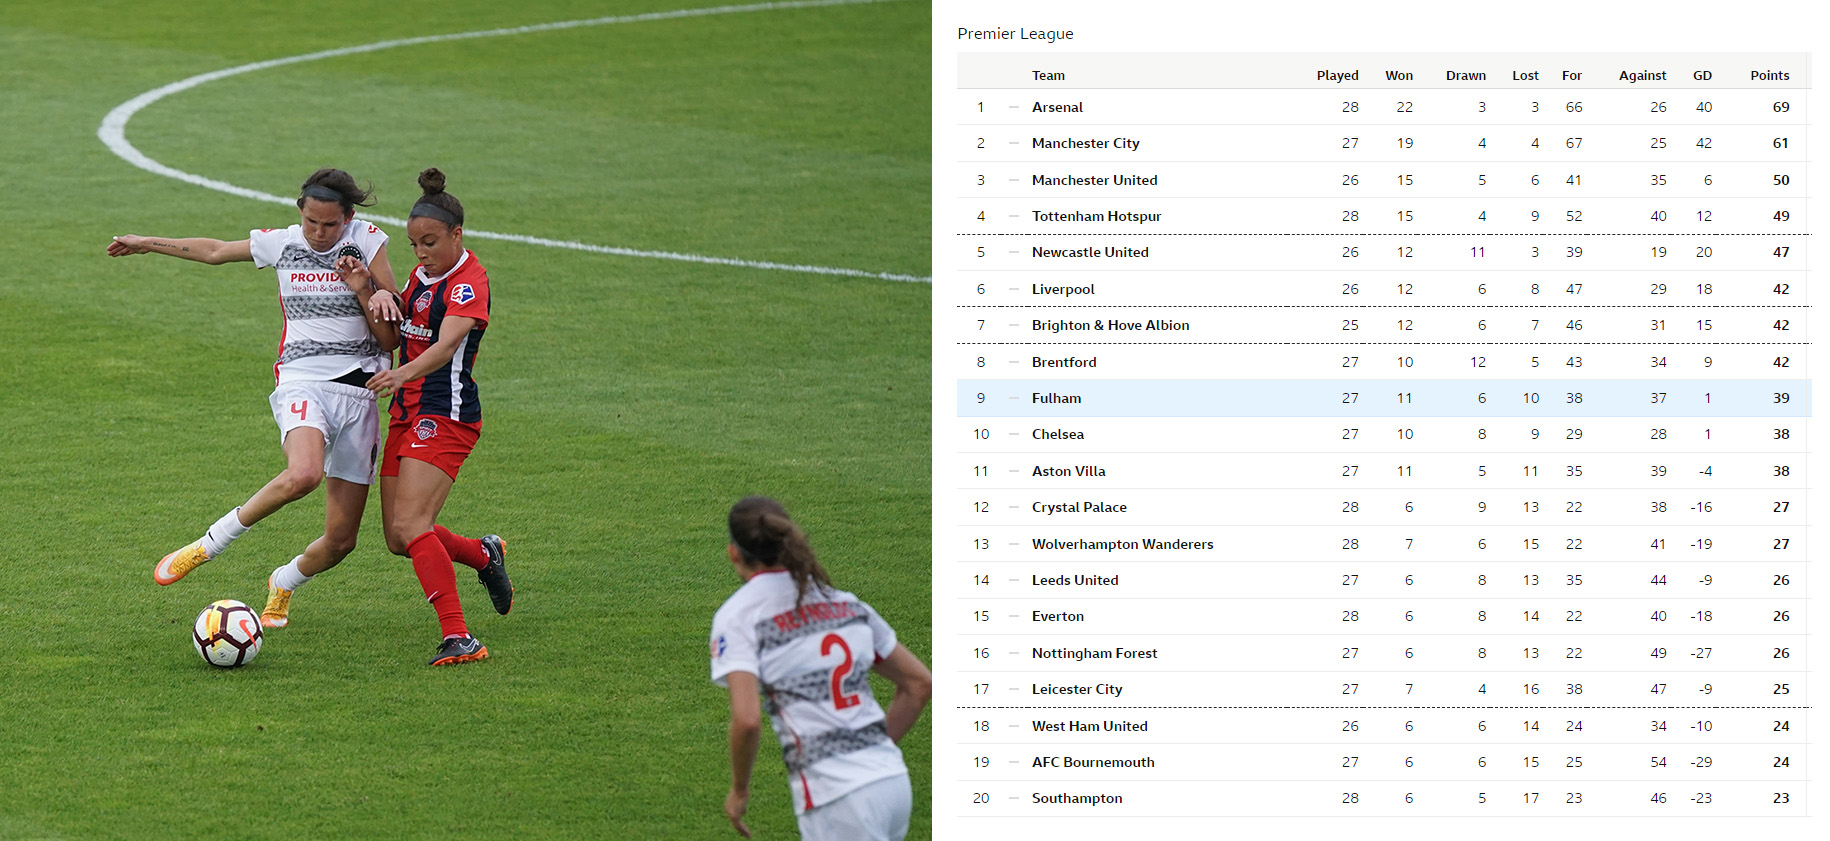 PROVID
Health & Servic
4
REYNOLDS
2
Premier League
Team Played Won Drawn Lost For Against GD Points
1 Arsenal 28 22 3 3 66 26 40 69
2 Manchester City 27 19 4 4 67 25 42 61
3 Manchester United 26 15 5 6 41 35 6 50
4 Tottenham Hotspur 28 15 4 9 52 40 12 49
5 Newcastle United 26 12 11 3 39 19 20 47
6 Liverpool 26 12 6 8 47 29 18 42
7 Brighton & Hove Albion 25 12 6 7 46 31 15 42
8 Brentford 27 10 12 5 43 34 9 42
9 Fulham 27 11 6 10 38 37 1 39
10 Chelsea 27 10 8 9 29 28 1 38
11 Aston Villa 27 11 5 11 35 39 -4 38
12 Crystal Palace 28 6 9 13 22 38 -16 27
13 Wolverhampton Wanderers 28 7 6 15 22 41 -19 27
14 Leeds United 27 6 8 13 35 44 -9 26
15 Everton 28 6 8 14 22 40 -18 26
16 Nottingham Forest 27 6 8 13 22 49 -27 26
17 Leicester City 27 7 4 16 38 47 -9 25
18 West Ham United 26 6 6 14 24 34 -10 24
19 AFC Bournemouth 27 6 6 15 25 54 -29 24
20 Southampton 28 6 5 17 23 46 -23 23